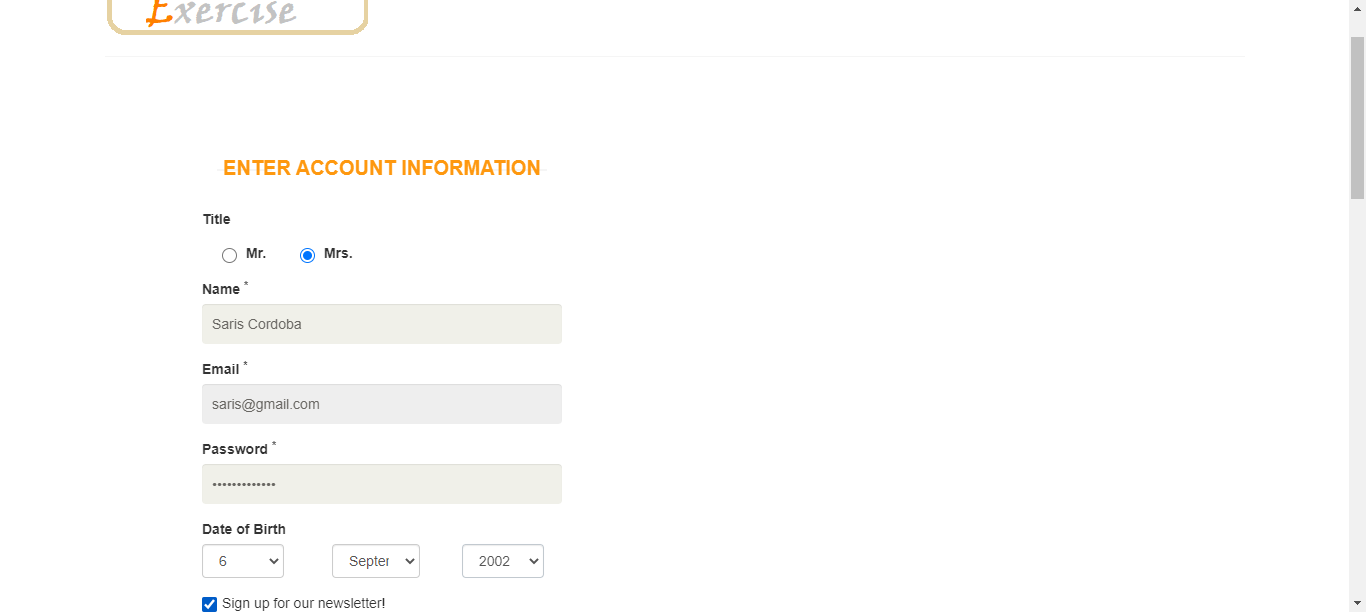 Exercise
ENTER ACCOUNT INFORMATION
Title
Mr. Mrs.
Name *
Saris Cordoba
Email *
saris@gmail.com
Password *
•••••••••••••
Date of Birth
6 Septer 2002
Sign up for our newsletter!